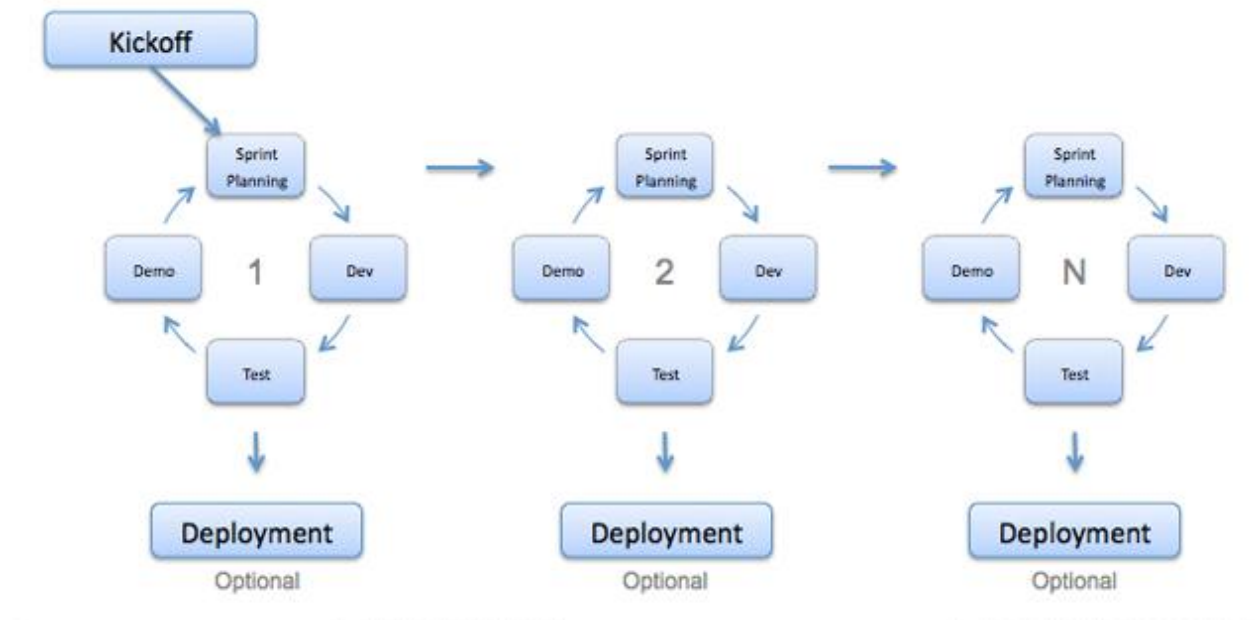 Kickoff
Sprint
Planning
Sprint
Planning
Sprint
Planning
Demo
1
Dev
Demo
2
Dev
Demo
N
Dev
Test
Test
Test
Deployment
Deployment
Deployment
Optional
Optional
Optional